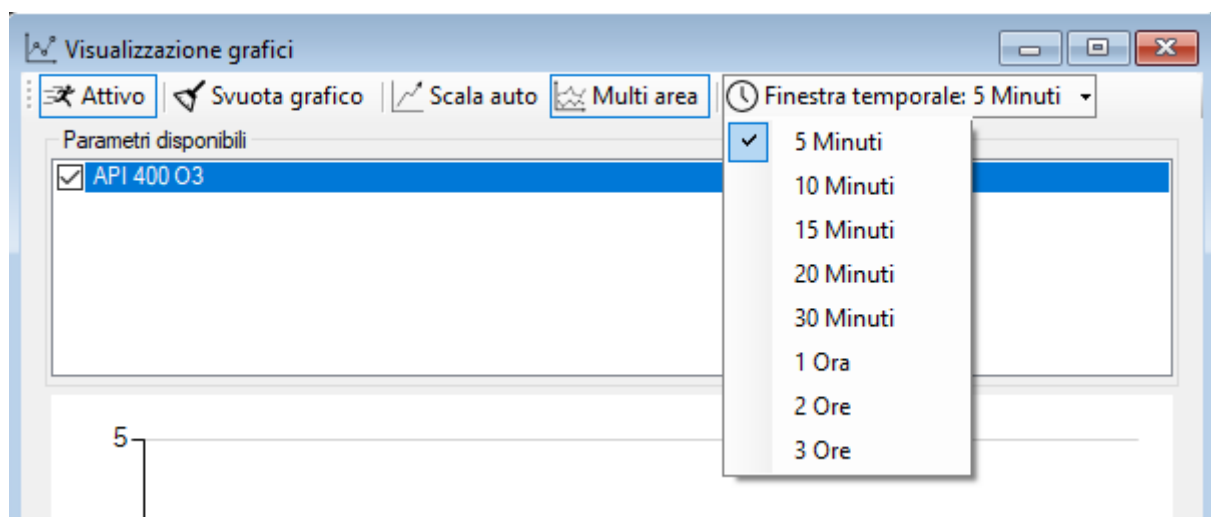 Visualizzazione grafici
Attivo Svuota grafico Scala auto Multi area Finestra temporale: 5 Minuti
Parametri disponibili
API 400 O3
5 Minuti
10 Minuti
15 Minuti
20 Minuti
30 Minuti
1 Ora
2 Ore
3 Ore
5